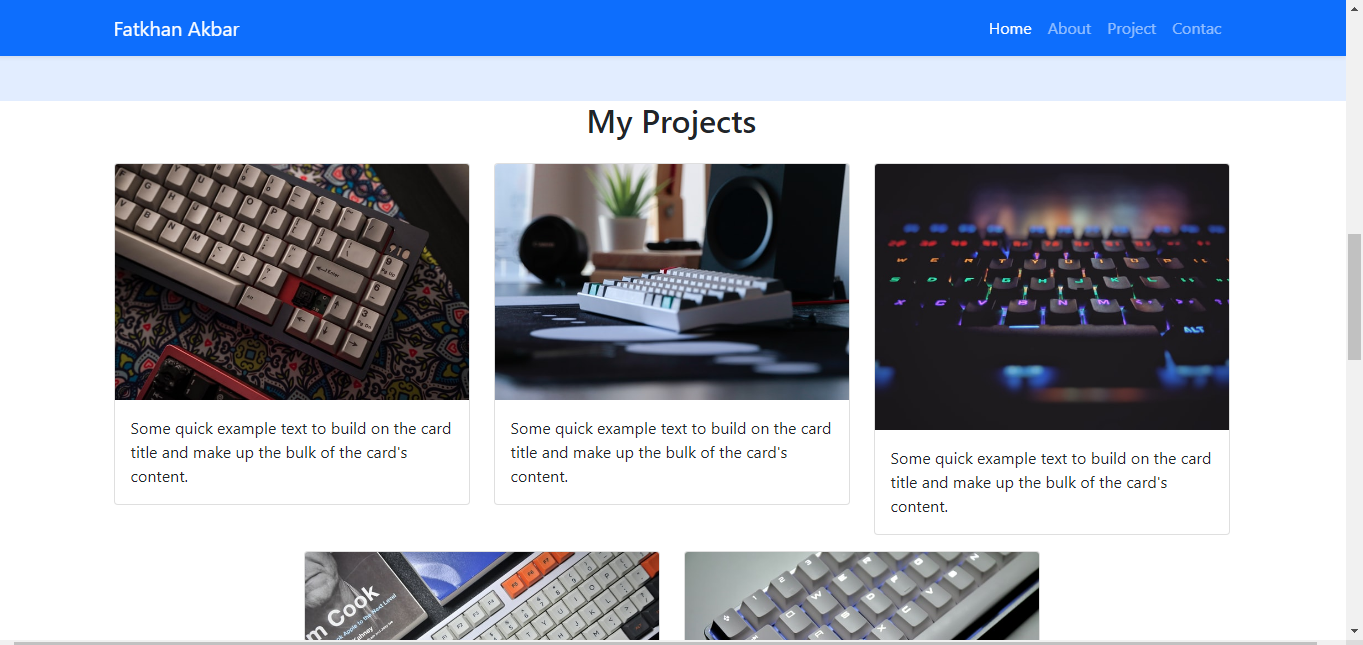 Fatkhan Akbar
Home About Project Contac
My Projects
Some quick example text to build on the card
title and make up the bulk of the card's
content.
Some quick example text to build on the card
title and make up the bulk of the card's
content.
Some quick example text to build on the card
title and make up the bulk of the card's
content.
m Cook